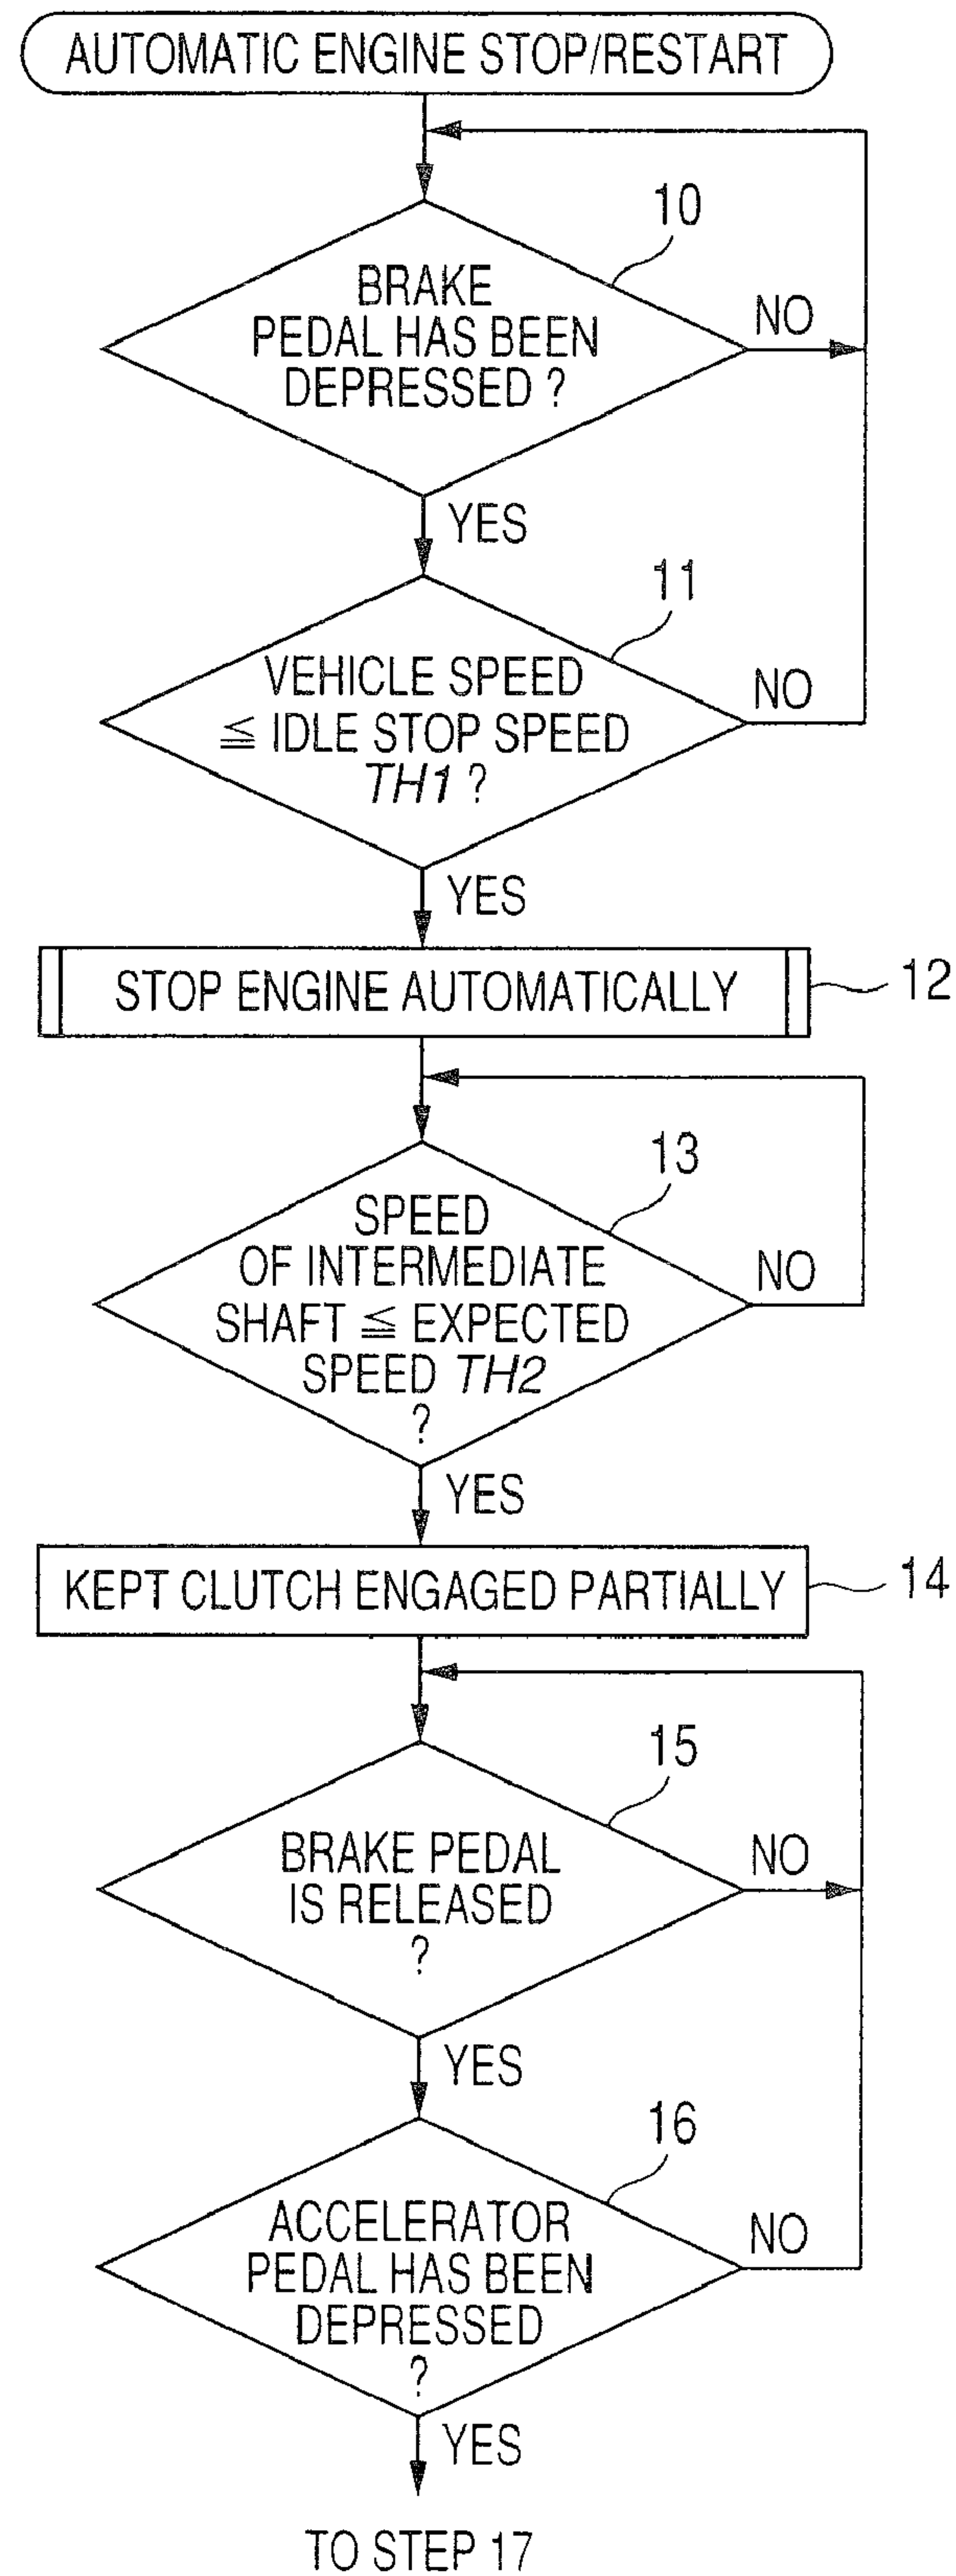 AUTOMATIC ENGINE STOP/RESTART
10
BRAKE
PEDAL HAS BEEN
DEPRESSED ?
NO
YES
11
VEHICLE SPEED
≦ IDLE STOP SPEED
TH1 ?
NO
YES
STOP ENGINE AUTOMATICALLY
12
13
SPEED
OF INTERMEDIATE
SHAFT ≦ EXPECTED
SPEED TH2
?
NO
YES
KEPT CLUTCH ENGAGED PARTIALLY
14
15
BRAKE PEDAL
IS RELEASED
?
NO
YES
16
ACCELERATOR
PEDAL HAS BEEN
DEPRESSED
?
NO
YES
TO STEP 17